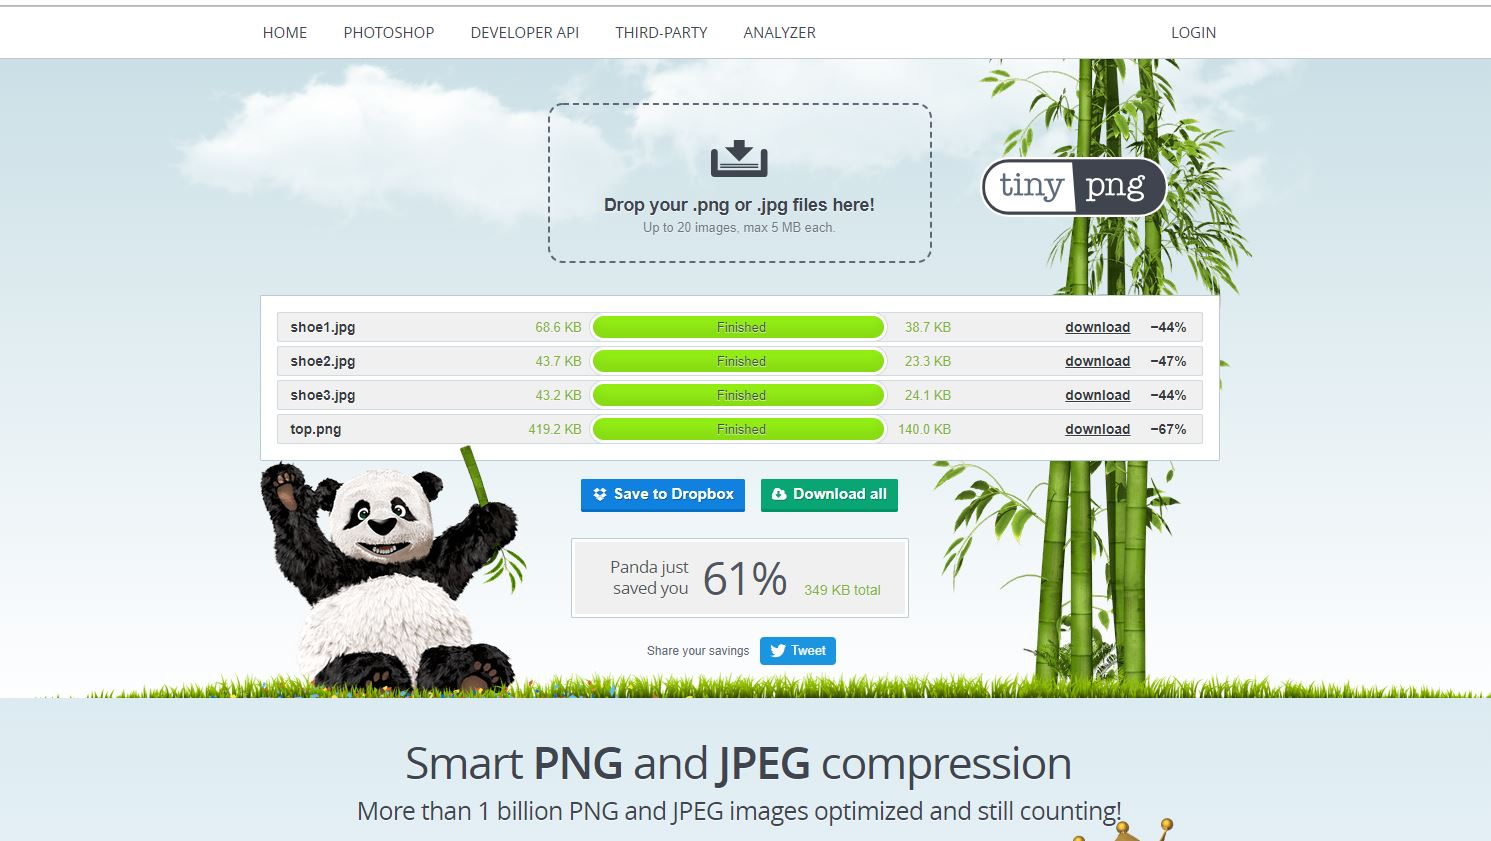 HOME PHOTOSHOP DEVELOPER API THIRD-PARTY ANALYZER LOGIN
Drop your .png or .jpg files here!
Up to 20 images, max 5 MB each.
tiny png
shoe1.jpg 68.6 KB Finished 38.7 KB download −44%
shoe2.jpg 43.7 KB Finished 23.3 KB download −47%
shoe3.jpg 43.2 KB Finished 24.1 KB download −44%
top.png 419.2 KB Finished 140.0 KB download −67%
Save to Dropbox Download all
Panda just
saved you 61% 349 KB total
Share your savings Tweet
Smart PNG and JPEG compression
More than 1 billion PNG and JPEG images optimized and still counting!